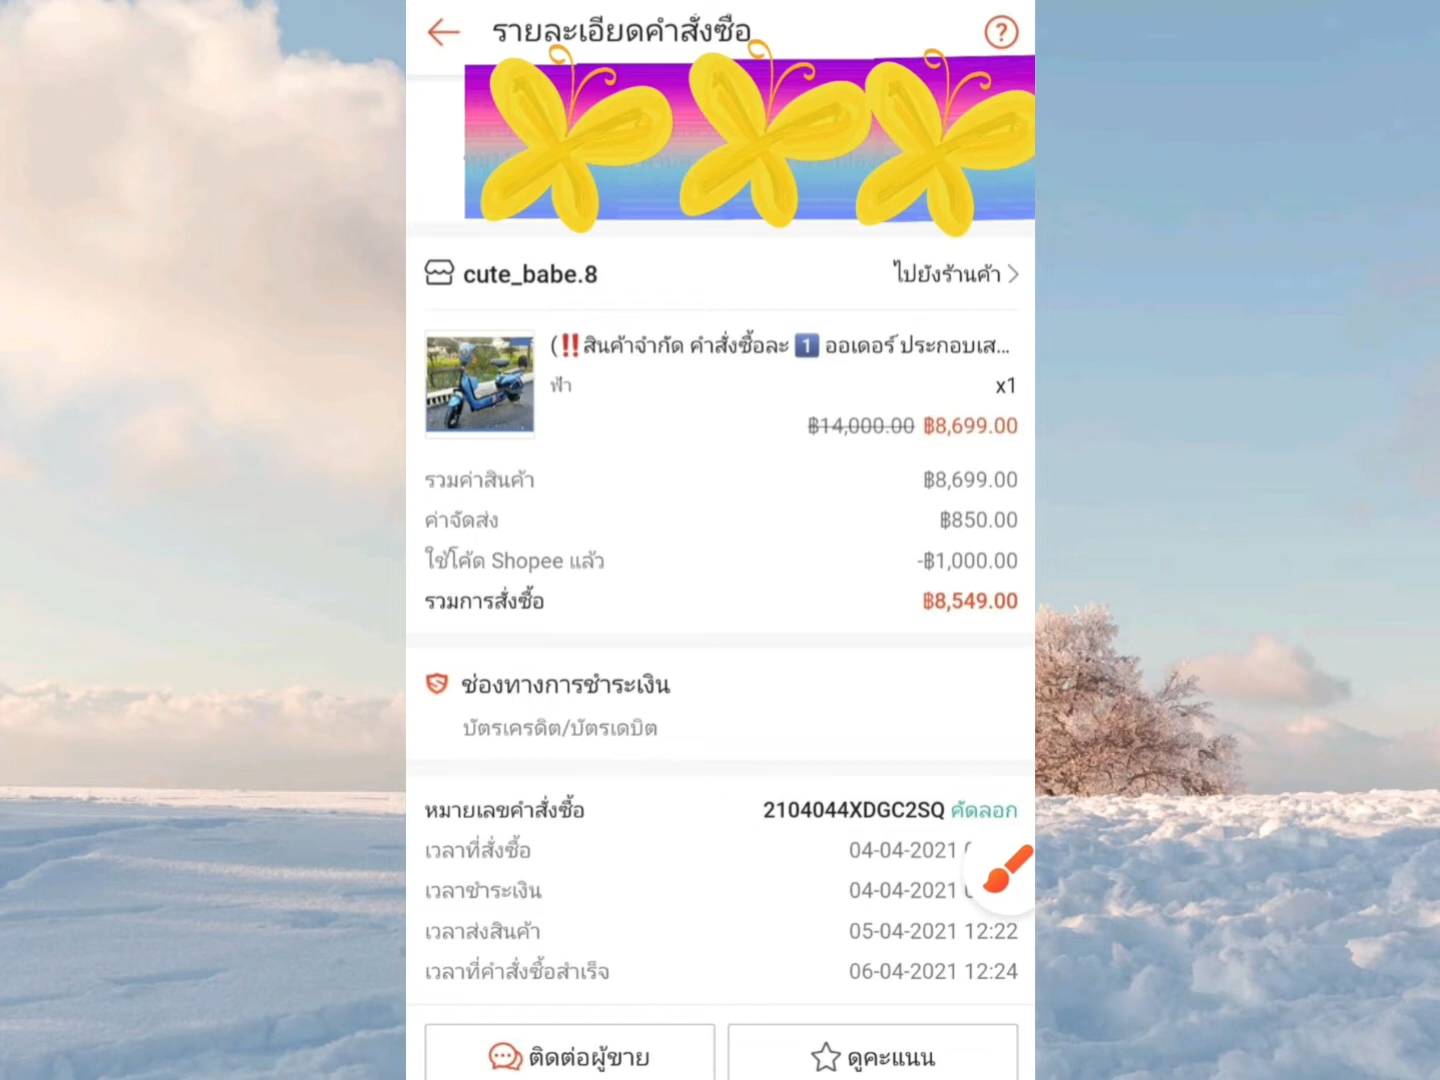 รายละเอียดคำสั่งซื้อ
cute_babe.8 ไปยังร้านค้า
(‼️สินค้าจำกัด คำสั่งซื้อละ 1️⃣ ออเดอร์ ประกอบเส...
ฟ้า x1
฿14,000.00 ฿8,699.00
รวมค่าสินค้า ฿8,699.00
ค่าจัดส่ง ฿850.00
ใช้โค้ด Shopee แล้ว -฿1,000.00
รวมการสั่งซื้อ ฿8,549.00
ช่องทางการชำระเงิน
บัตรเครดิต/บัตรเดบิต
หมายเลขคำสั่งซื้อ 2104044XDGC2SQ คัดลอก
เวลาที่สั่งซื้อ 04-04-2021
เวลาชำระเงิน 04-04-2021
เวลาส่งสินค้า 05-04-2021 12:22
เวลาที่คำสั่งซื้อสำเร็จ 06-04-2021 12:24
ติดต่อผู้ขาย ดูคะแนน